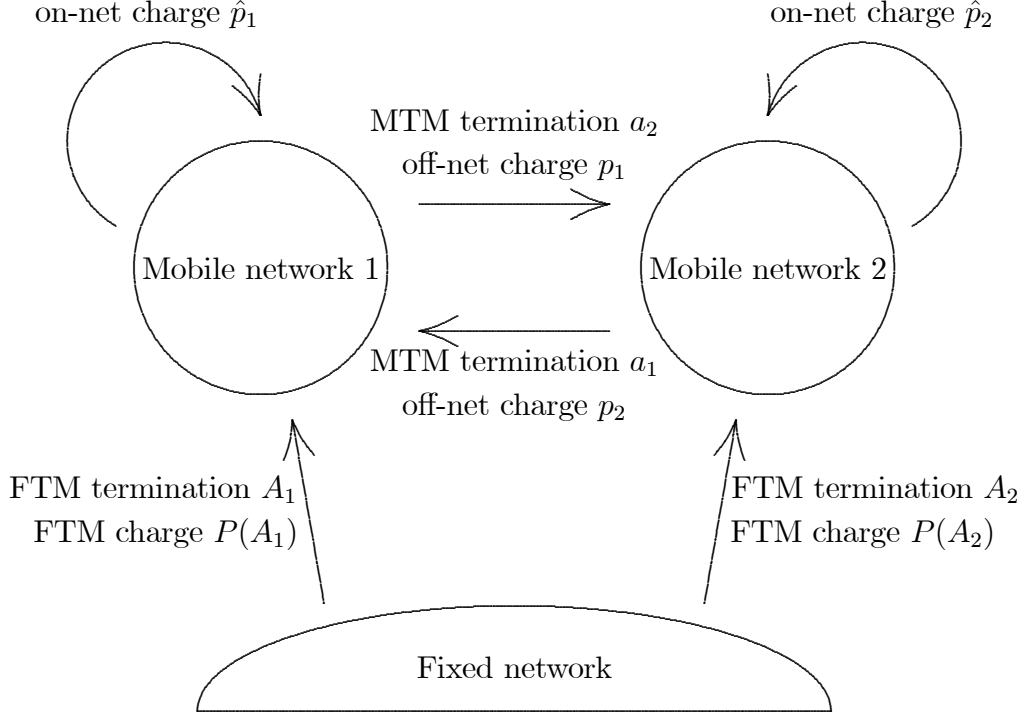 on-net charge p̂₁
on-net charge p̂₂
MTM termination a₂
off-net charge p₁
Mobile network 1
Mobile network 2
MTM termination a₁
off-net charge p₂
FTM termination A₁
FTM charge P(A₁)
FTM termination A₂
FTM charge P(A₂)
Fixed network